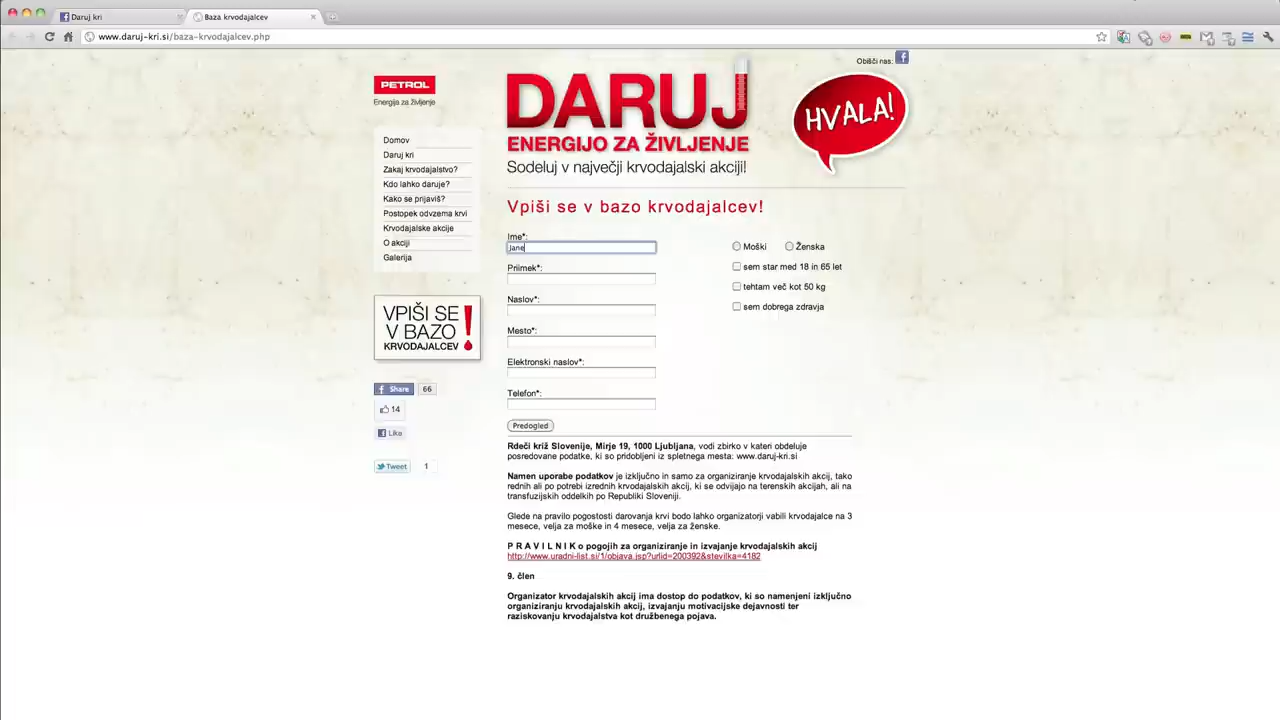 Daruj kri
Baza krvodajalcev
www.daruj-kri.si/baza-krvodajalcev.php
Obišči nas:
PETROL
Energija za življenje
DARUJ
ENERGIJO ZA ŽIVLJENJE
Sodeluj v največji krvodajalski akciji!
HVALA!
Domov
Daruj kri
Zakaj krvodajalstvo?
Kdo lahko daruje?
Kako se prijaviš?
Postopek odvzema krvi
Krvodajalske akcije
O akciji
Galerija
VPIŠI SE
V BAZO
KRVODAJALCEV
!
Share 66
14
Like
Tweet 1
Vpiši se v bazo krvodajalcev!
Ime*:
Jane
Priimek*:
Naslov*:
Mesto*:
Elektronski naslov*:
Telefon*:
Predogled
Moški Ženska
sem star med 18 in 65 let
tehtam več kot 50 kg
sem dobrega zdravja
Rdeči križ Slovenije, Mirje 19, 1000 Ljubljana, vodi zbirko v kateri obdeluje
posredovane podatke, ki so pridobljeni iz spletnega mesta: www.daruj-kri.si
Namen uporabe podatkov je izključno in samo za organiziranje krvodajalskih akcij, tako
rednih ali po potrebi izrednih krvodajalskih akcij, ki se odvijajo na terenskih akcijah, ali na
transfuzijskih oddelkih po Republiki Sloveniji.
Glede na pravilo pogostosti darovanja krvi bodo lahko organizatorji vabili krvodajalce na 3
mesece, velja za moške in 4 mesece, velja za ženske.
P R A V I L N I K o pogojih za organiziranje in izvajanje krvodajalskih akcij
http://www.uradni-list.si/1/objava.jsp?urlid=200392&stevilka=4182
9. člen
Organizator krvodajalskih akcij ima dostop do podatkov, ki so namenjeni izključno
organiziranju krvodajalskih akcij, izvajanju motivacijske dejavnosti ter
raziskovanju krvodajalstva kot družbenega pojava.